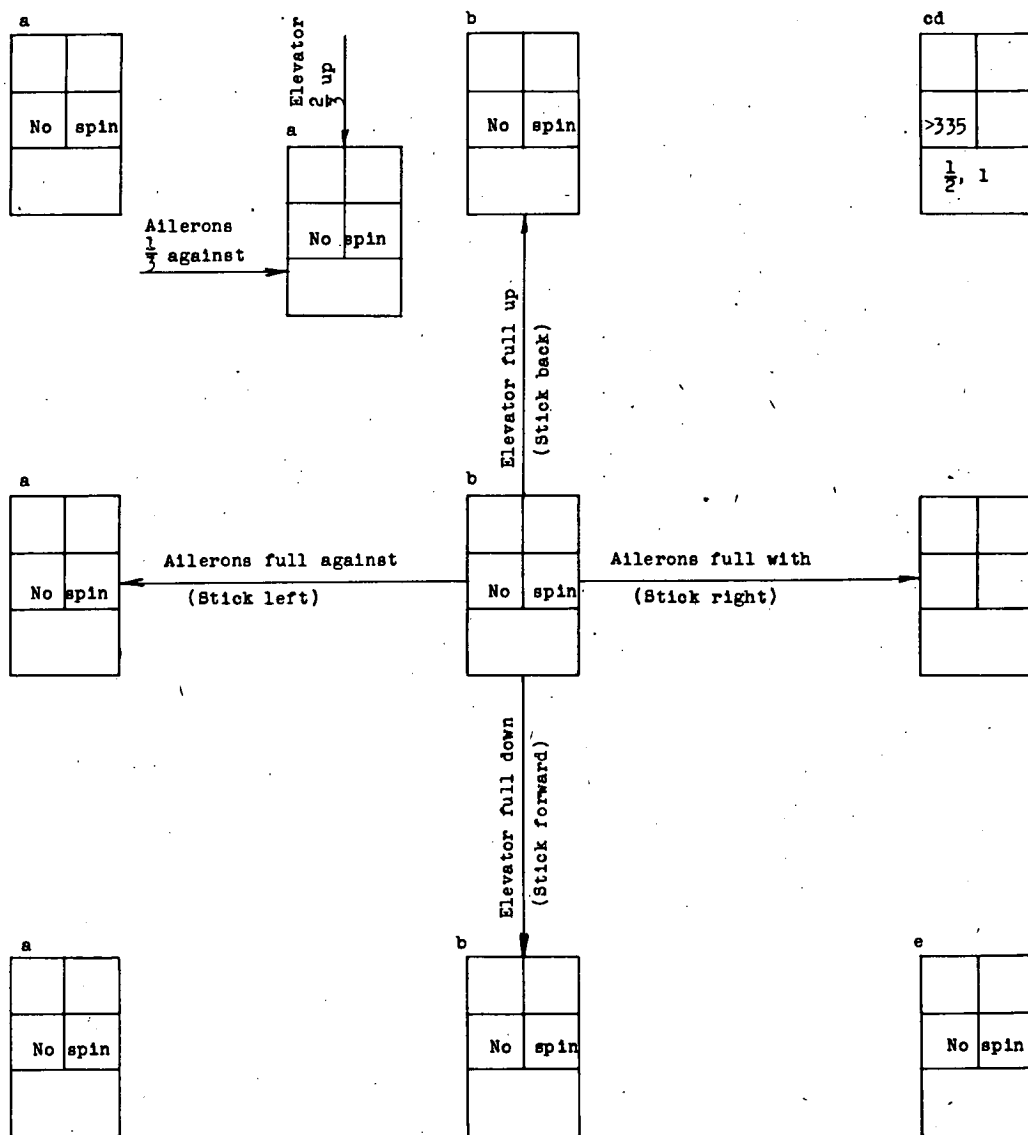 a
Elevator
2/3 up
b
cd
No spin
a
No spin
>335
1/2, 1
Ailerons
1/3 against
No spin
Elevator full up
(Stick back)
a
b
Ailerons full against
(Stick left)
Ailerons full with
(Stick right)
No spin
No spin
Elevator full down
(Stick forward)
a
b
e
No spin
No spin
No spin